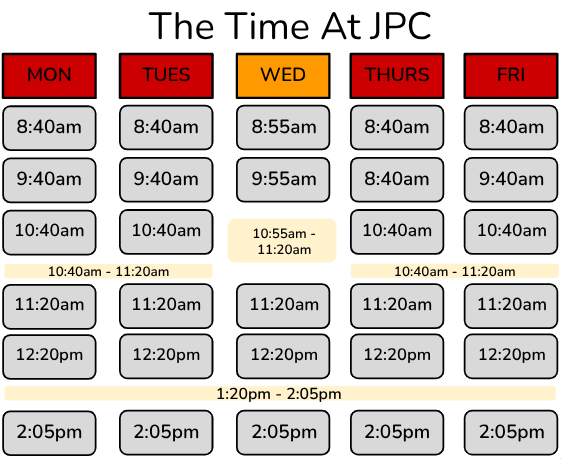 The Time At JPC
MON TUES WED THURS FRI
8:40am 8:40am 8:55am 8:40am 8:40am
9:40am 9:40am 9:55am 8:40am 9:40am
10:40am 10:40am 10:55am - 10:40am 10:40am
11:20am
10:40am - 11:20am 10:40am - 11:20am
11:20am 11:20am 11:20am 11:20am 11:20am
12:20pm 12:20pm 12:20pm 12:20pm 12:20pm
1:20pm - 2:05pm
2:05pm 2:05pm 2:05pm 2:05pm 2:05pm